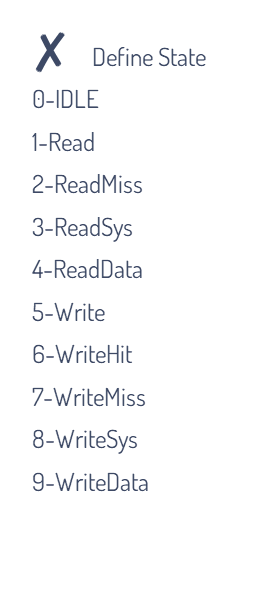 ✗ Define State
0-IDLE
1-Read
2-ReadMiss
3-ReadSys
4-ReadData
5-Write
6-WriteHit
7-WriteMiss
8-WriteSys
9-WriteData